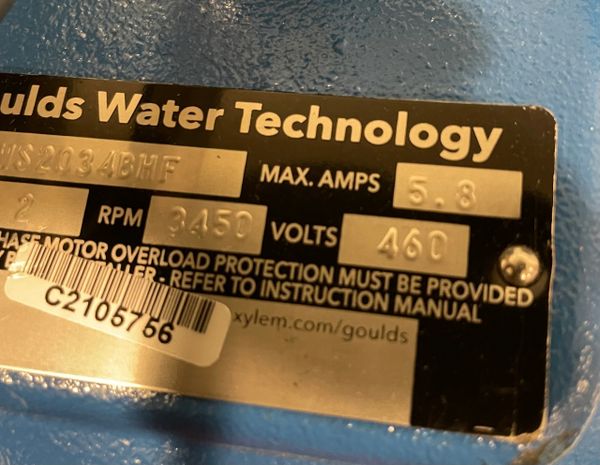 ulds Water Technology
WS2034BHF MAX. AMPS 5.8
2 RPM 3450 VOLTS 460
HASE MOTOR OVERLOAD PROTECTION MUST BE PROVIDED
LLER - REFER TO INSTRUCTION MANUAL
C2105756
xylem.com/goulds